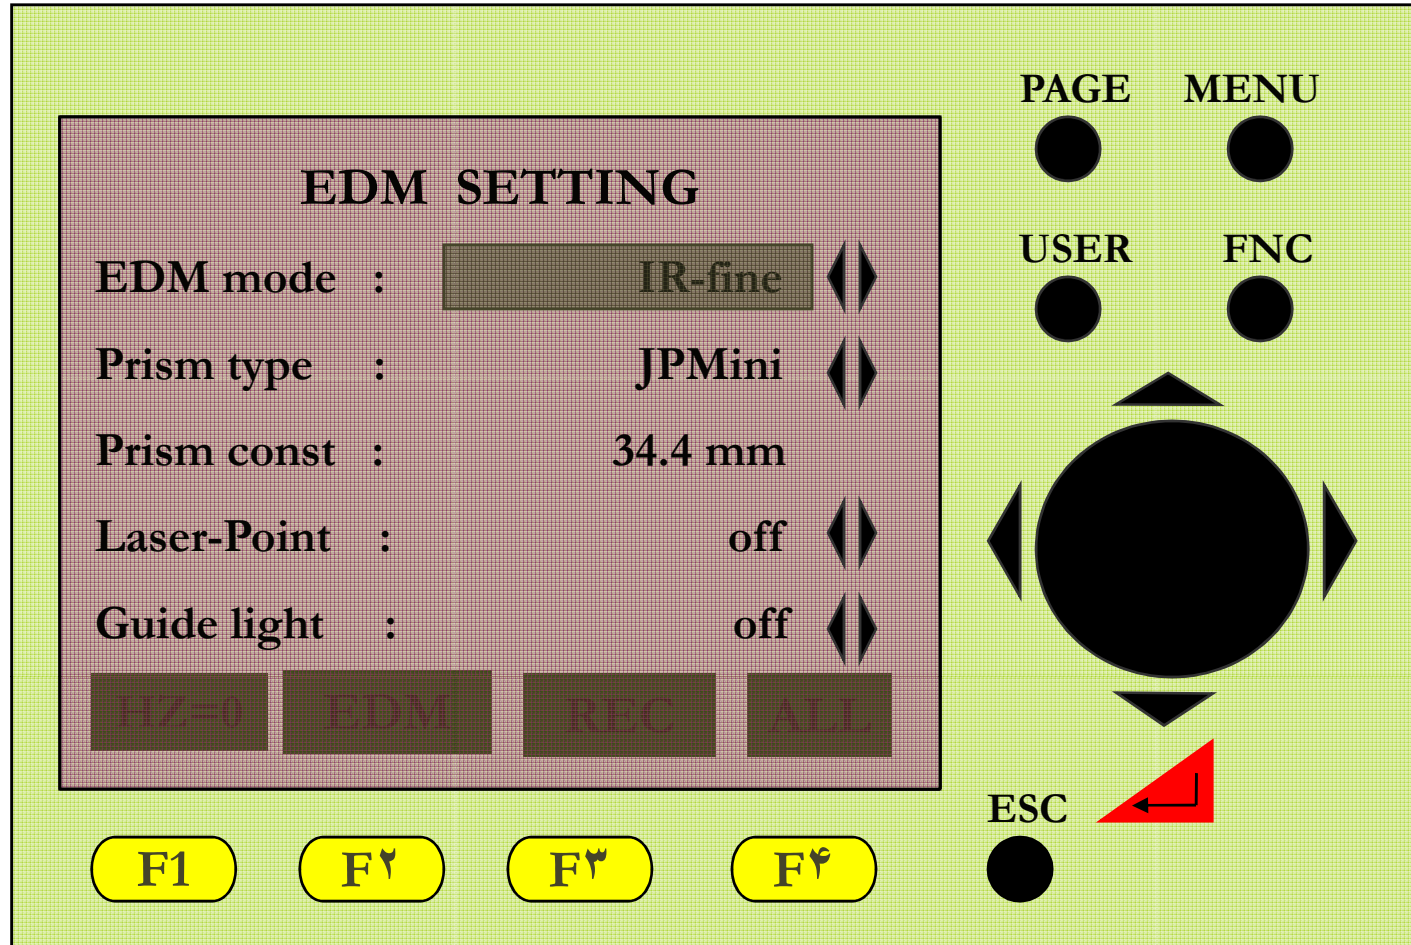 PAGE MENU
EDM SETTING
USER FNC
EDM mode : IR-fine
Prism type : JPMini
Prism const : 34.4 mm
Laser-Point : off
Guide light : off
HZ=0 EDM REC ALL
ESC
F1 F۲ F۳ F۴